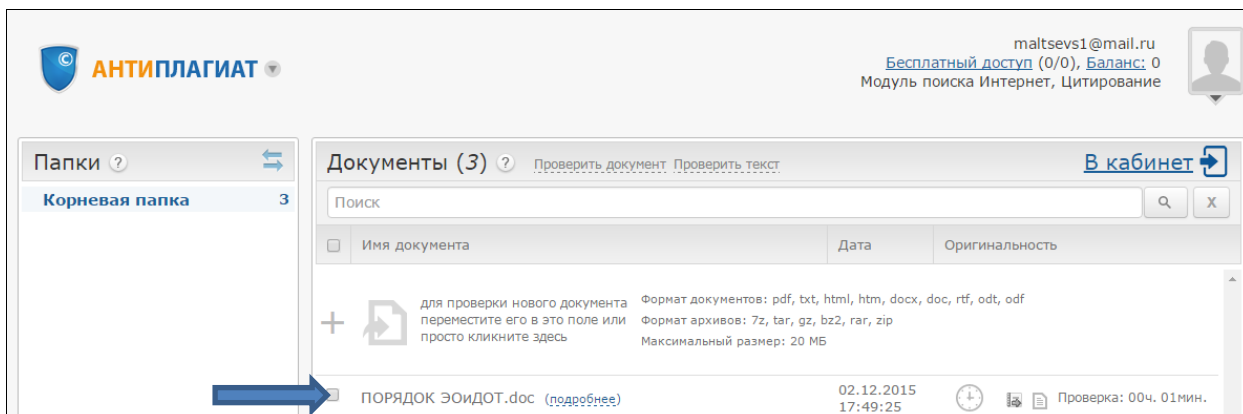 maltsevs1@mail.ru
Бесплатный доступ (0/0), Баланс: 0
Модуль поиска Интернет, Цитирование
© АНТИПЛАГИАТ
Папки ?
Корневая папка 3
Документы (3) ? Проверить документ Проверить текст В кабинет
Поиск X
Имя документа Дата Оригинальность
для проверки нового документа
переместите его в это поле или
просто кликните здесь
Формат документов: pdf, txt, html, htm, docx, doc, rtf, odt, odf
Формат архивов: 7z, tar, gz, bz2, rar, zip
Максимальный размер: 20 МБ
ПОРЯДОК ЭОиДОТ.doc (подробнее)
02.12.2015
17:49:25
Проверка: 00ч. 01мин.